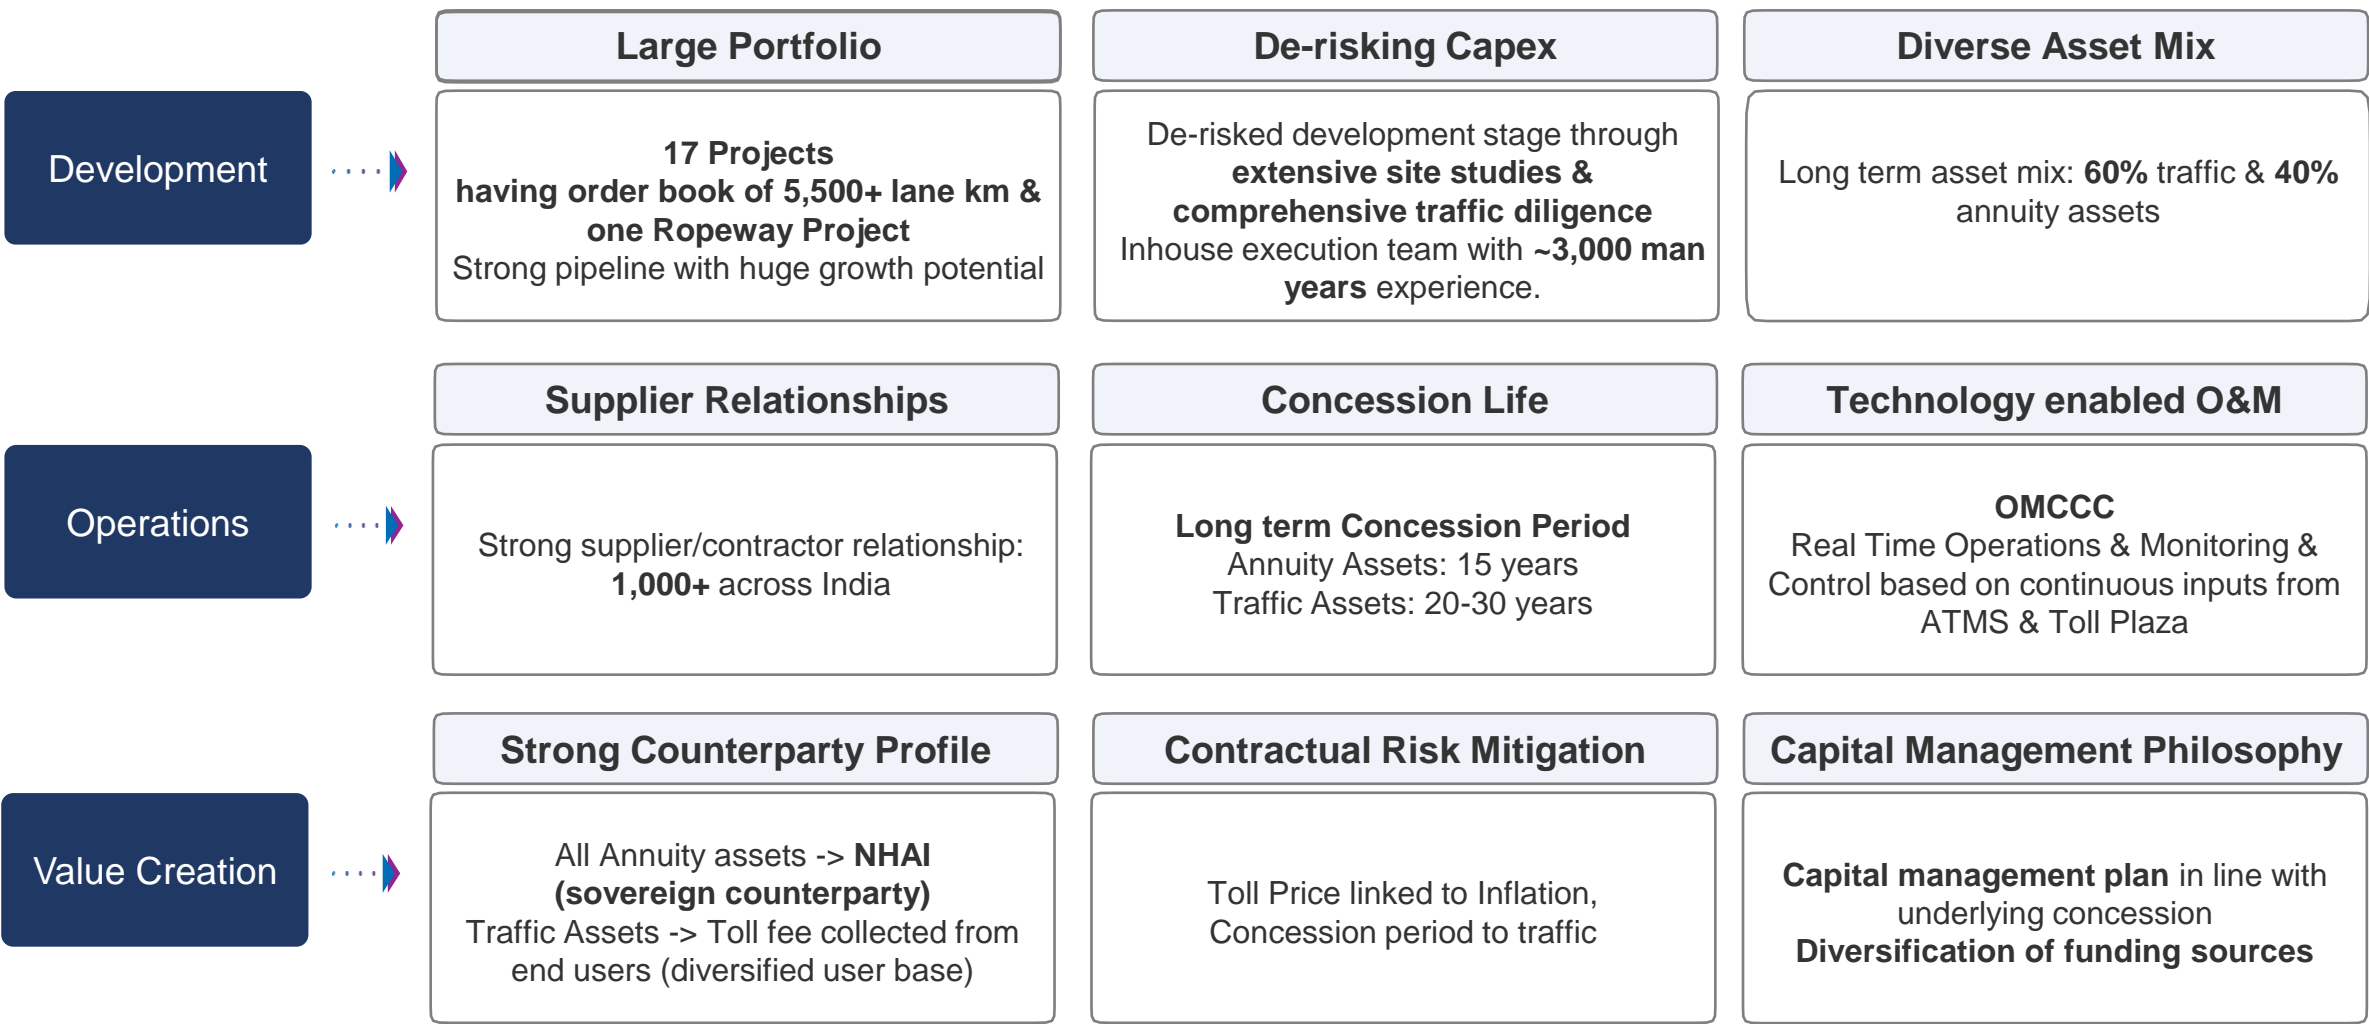 Large Portfolio
De-risking Capex
Diverse Asset Mix
Development
17 Projects
having order book of 5,500+ lane km &
one Ropeway Project
Strong pipeline with huge growth potential
De-risked development stage through
extensive site studies &
comprehensive traffic diligence
Inhouse execution team with ~3,000 man
years experience.
Long term asset mix: 60% traffic & 40%
annuity assets
Supplier Relationships
Concession Life
Technology enabled O&M
Operations
Strong supplier/contractor relationship:
1,000+ across India
Long term Concession Period
Annuity Assets: 15 years
Traffic Assets: 20-30 years
OMCCC
Real Time Operations & Monitoring &
Control based on continuous inputs from
ATMS & Toll Plaza
Strong Counterparty Profile
Contractual Risk Mitigation
Capital Management Philosophy
Value Creation
All Annuity assets -> NHAI
(sovereign counterparty)
Traffic Assets -> Toll fee collected from
end users (diversified user base)
Toll Price linked to Inflation,
Concession period to traffic
Capital management plan in line with
underlying concession
Diversification of funding sources